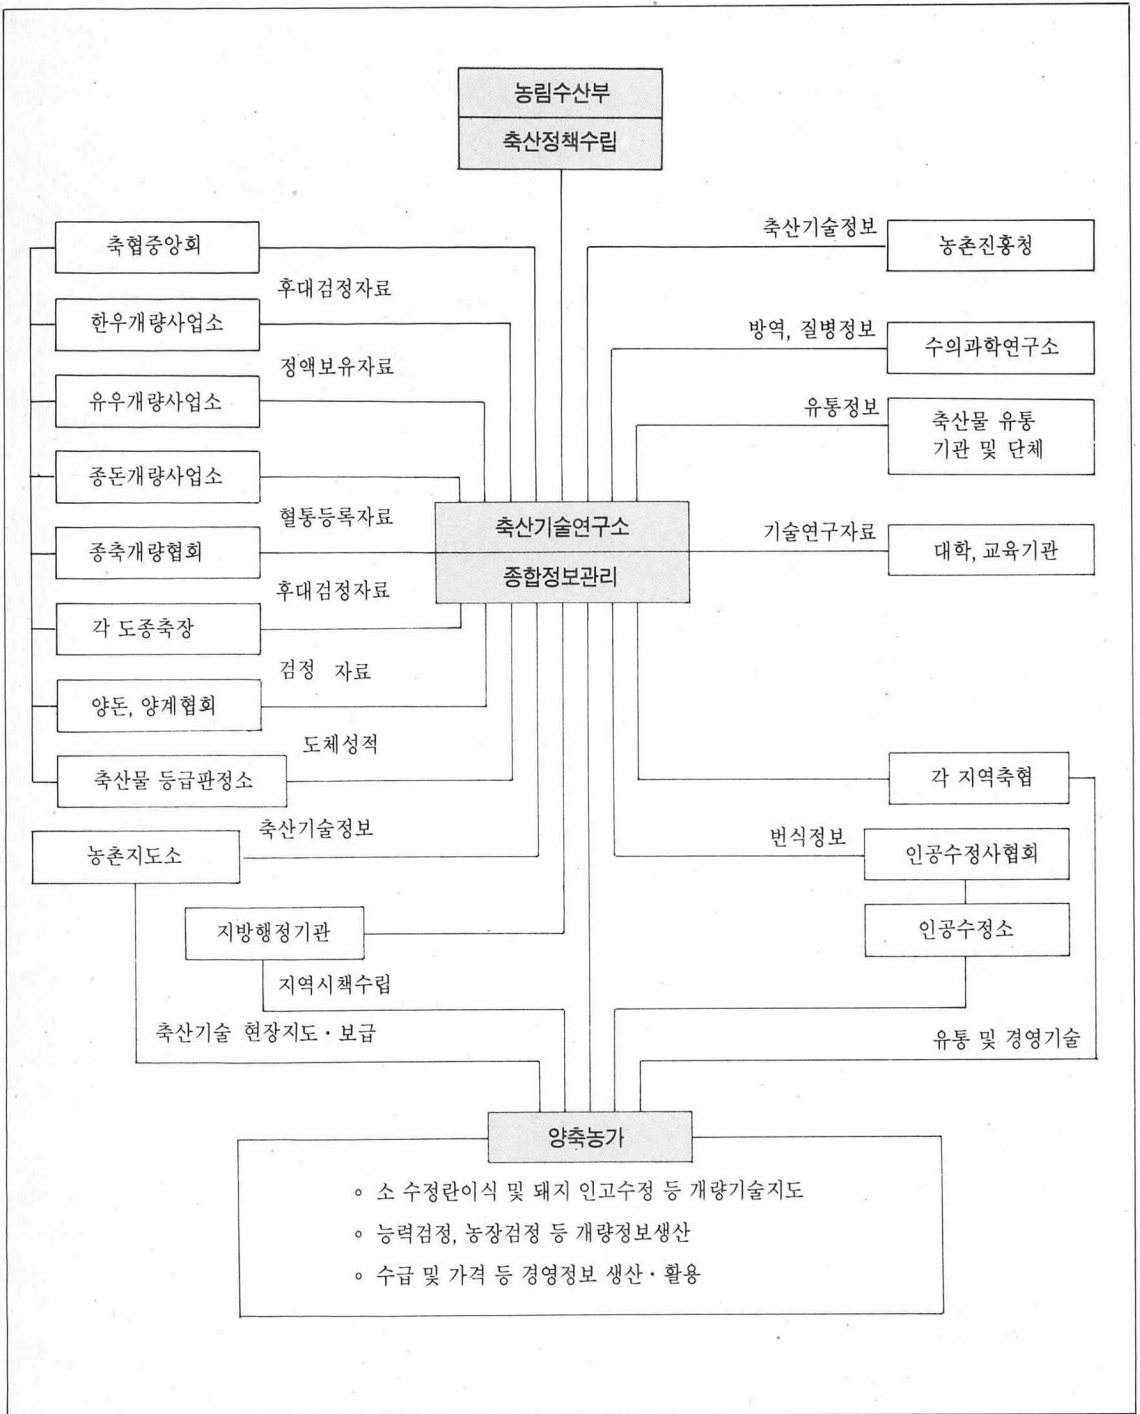 농림수산부
축산정책수립
축협중앙회
축산기술정보
농촌진흥청
후대검정자료
한우개량사업소
방역, 질병정보
수의과학연구소
정액보유자료
유우개량사업소
유통정보
축산물 유통
기관 및 단체
종돈개량사업소
혈통등록자료
종축개량협회
축산기술연구소
종합정보관리
기술연구자료
대학, 교육기관
후대검정자료
각 도종축장
검정 자료
양돈, 양계협회
도체성적
축산물 등급판정소
각 지역축협
축산기술정보
농촌지도소
번식정보
인공수정사협회
지방행정기관
인공수정소
지역시책수립
축산기술 현장지도·보급
유통 및 경영기술
양축농가
◦ 소 수정란이식 및 돼지 인고수정 등 개량기술지도
◦ 능력검정, 농장검정 등 개량정보생산
◦ 수급 및 가격 등 경영정보 생산·활용